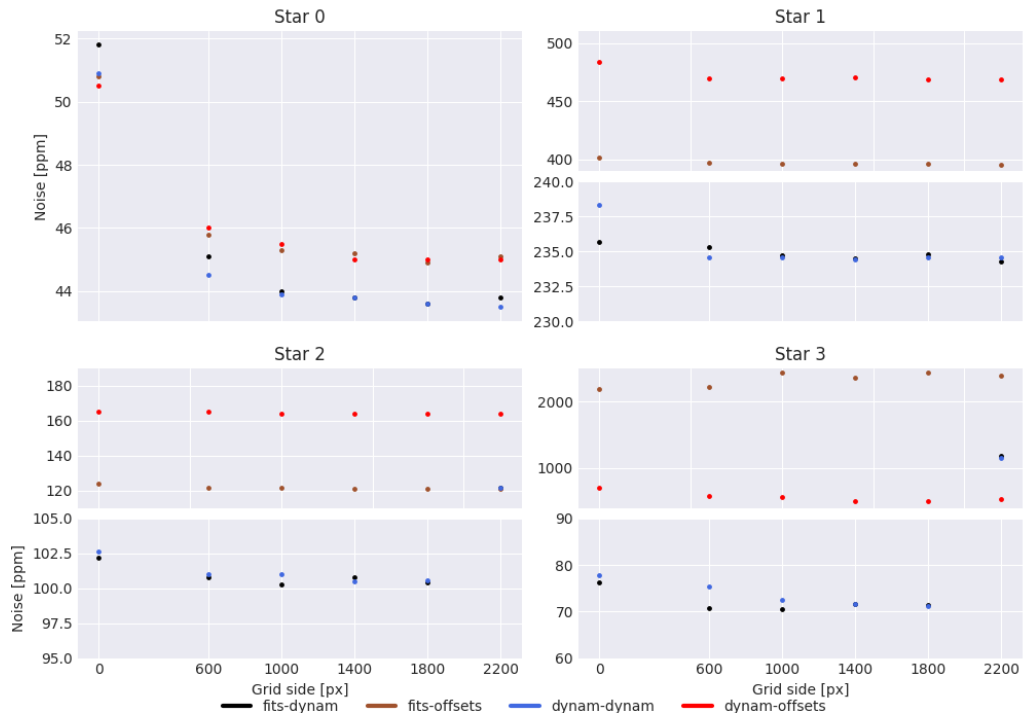 Star 0
Star 1
52
50
48
46
44
Noise [ppm]
500
450
400
240.0
237.5
235.0
232.5
230.0
Star 2
Star 3
180
160
140
120
105.0
102.5
100.0
97.5
95.0
Noise [ppm]
2000
1000
90
80
70
60
0 600 1000 1400 1800 2200
0 600 1000 1400 1800 2200
Grid side [px]
Grid side [px]
fits-dynam fits-offsets dynam-dynam dynam-offsets